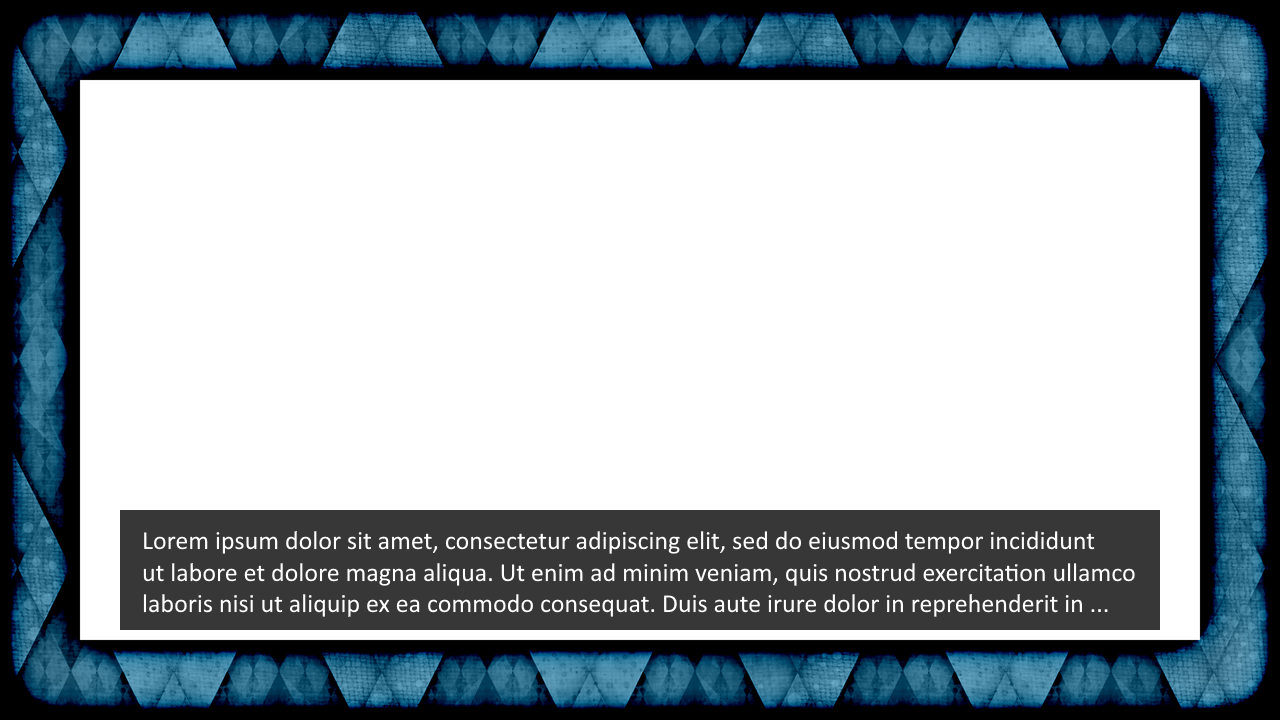 Lorem ipsum dolor sit amet, consectetur adipiscing elit, sed do eiusmod tempor incididunt
ut labore et dolore magna aliqua. Ut enim ad minim veniam, quis nostrud exercitation ullamco
laboris nisi ut aliquip ex ea commodo consequat. Duis aute irure dolor in reprehenderit in ...